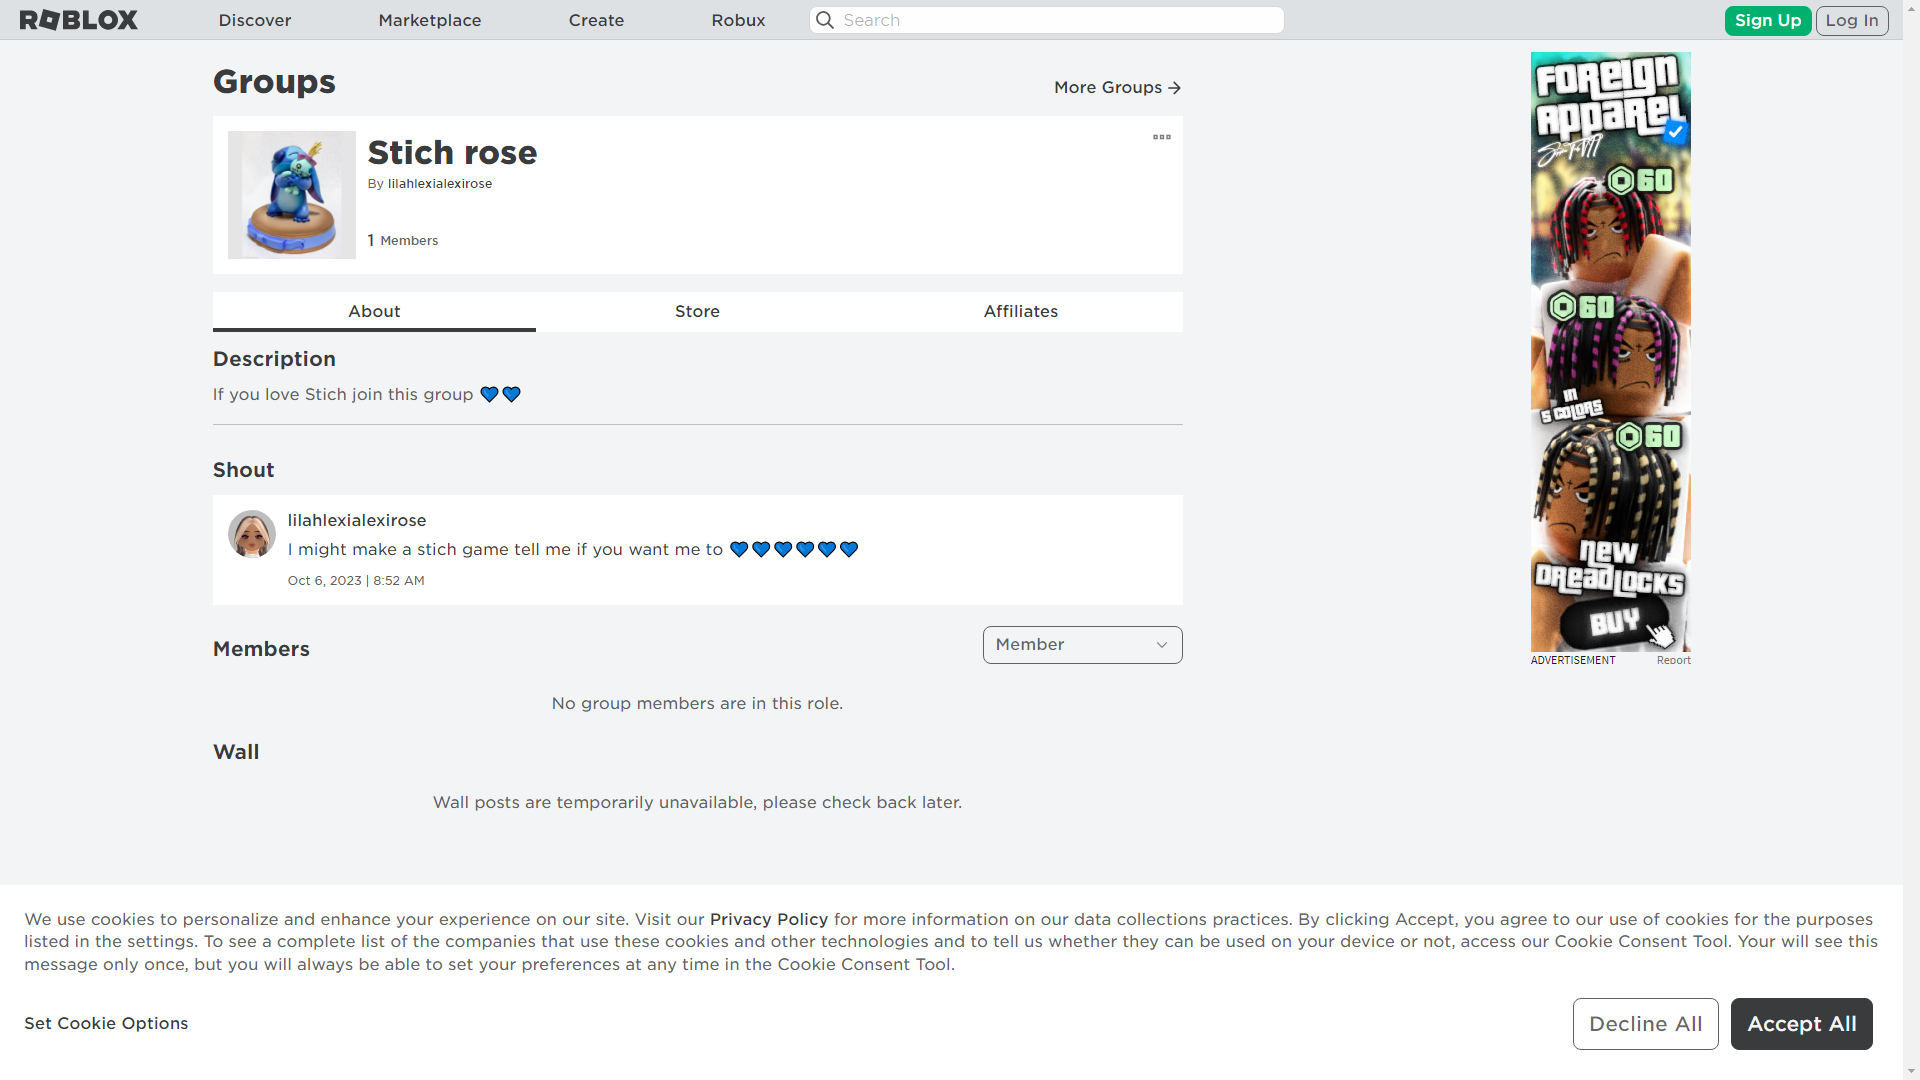 ROBLOX
Discover
Marketplace
Create
Robux
Search
Sign Up
Log In
Groups
More Groups
Stich rose
By lilahlexialexirose
1 Members
About
Store
Affiliates
Description
If you love Stich join this group 💙💙
Shout
lilahlexialexirose
I might make a stich game tell me if you want me to 💙💙💙💙💙💙
Oct 6, 2023 | 8:52 AM
Members
Member
No group members are in this role.
Wall
Wall posts are temporarily unavailable, please check back later.
FOREIGN
APPAREL
60
60
IN
5 COLORS
60
NEW
DREADLOCKS
BUY
ADVERTISEMENT
Report
We use cookies to personalize and enhance your experience on our site. Visit our Privacy Policy for more information on our data collections practices. By clicking Accept, you agree to our use of cookies for the purposes
listed in the settings. To see a complete list of the companies that use these cookies and other technologies and to tell us whether they can be used on your device or not, access our Cookie Consent Tool. Your will see this
message only once, but you will always be able to set your preferences at any time in the Cookie Consent Tool.
Set Cookie Options
Decline All
Accept All